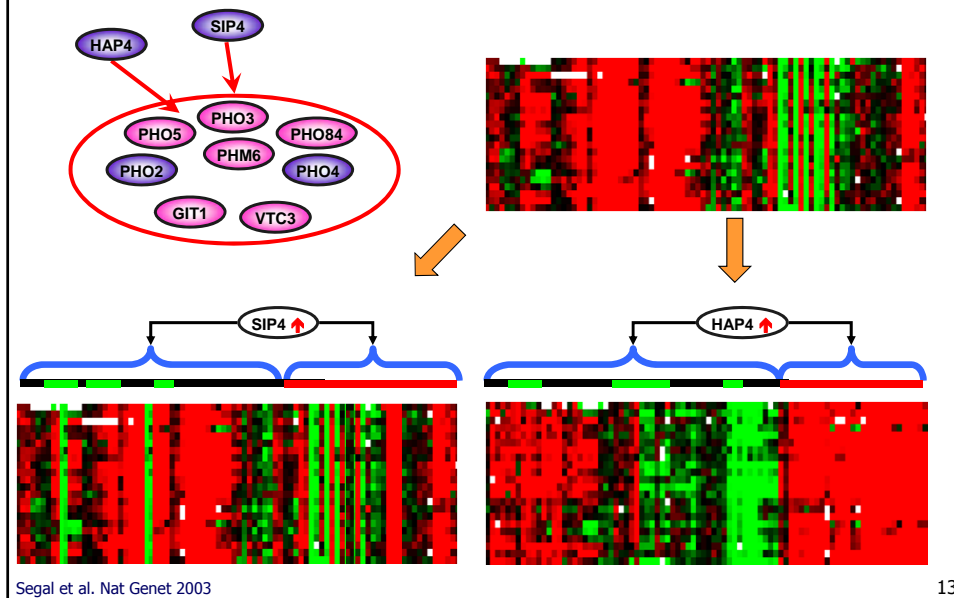 SIP4
HAP4
PHO3
PHO5
PHO84
PHM6
PHO2
PHO4
GIT1
VTC3
SIP4
HAP4
Segal et al. Nat Genet 2003
13